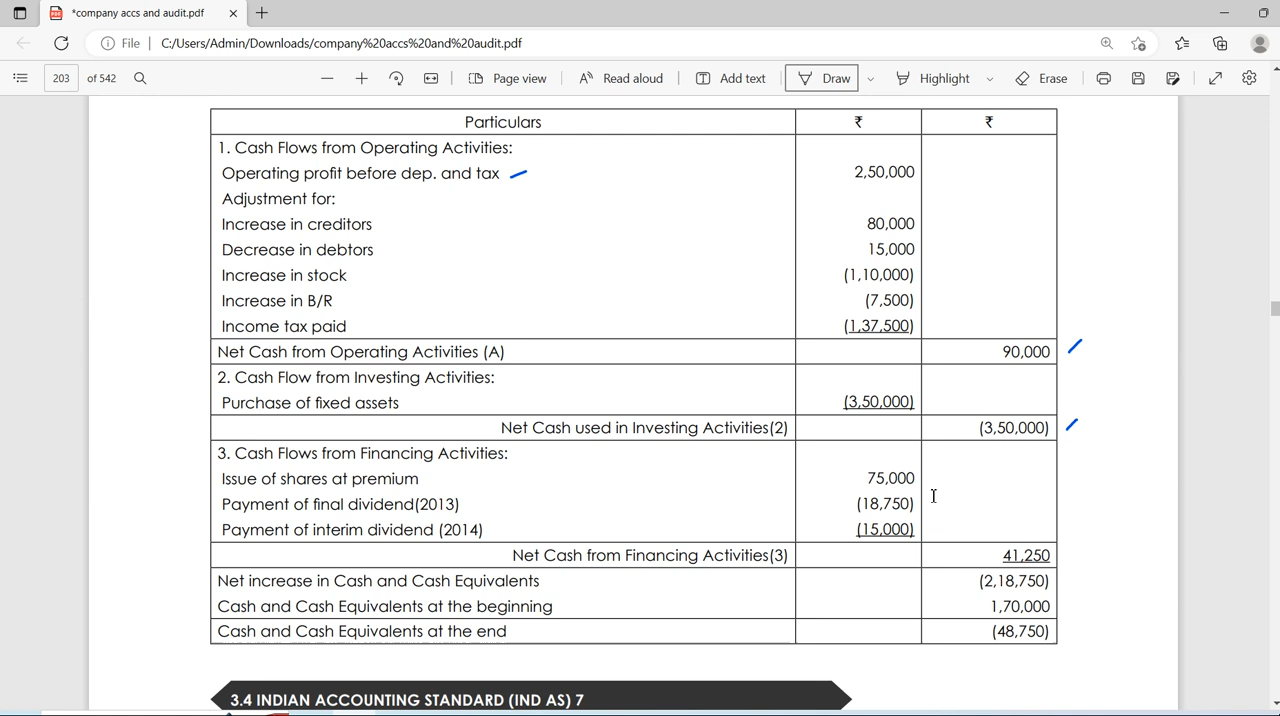 *company accs and audit.pdf
File | C:/Users/Admin/Downloads/company%20accs%20and%20audit.pdf
203 of 542 Page view Read aloud Add text Draw Highlight Erase
Particulars ₹ ₹
1. Cash Flows from Operating Activities:
Operating profit before dep. and tax 2,50,000
Adjustment for:
Increase in creditors 80,000
Decrease in debtors 15,000
Increase in stock (1,10,000)
Increase in B/R (7,500)
Income tax paid (1,37,500)
Net Cash from Operating Activities (A) 90,000
2. Cash Flow from Investing Activities:
Purchase of fixed assets (3,50,000)
Net Cash used in Investing Activities(2) (3,50,000)
3. Cash Flows from Financing Activities:
Issue of shares at premium 75,000
Payment of final dividend(2013) (18,750)
Payment of interim dividend (2014) (15,000)
Net Cash from Financing Activities(3) 41,250
Net increase in Cash and Cash Equivalents (2,18,750)
Cash and Cash Equivalents at the beginning 1,70,000
Cash and Cash Equivalents at the end (48,750)
3.4 INDIAN ACCOUNTING STANDARD (IND AS) 7